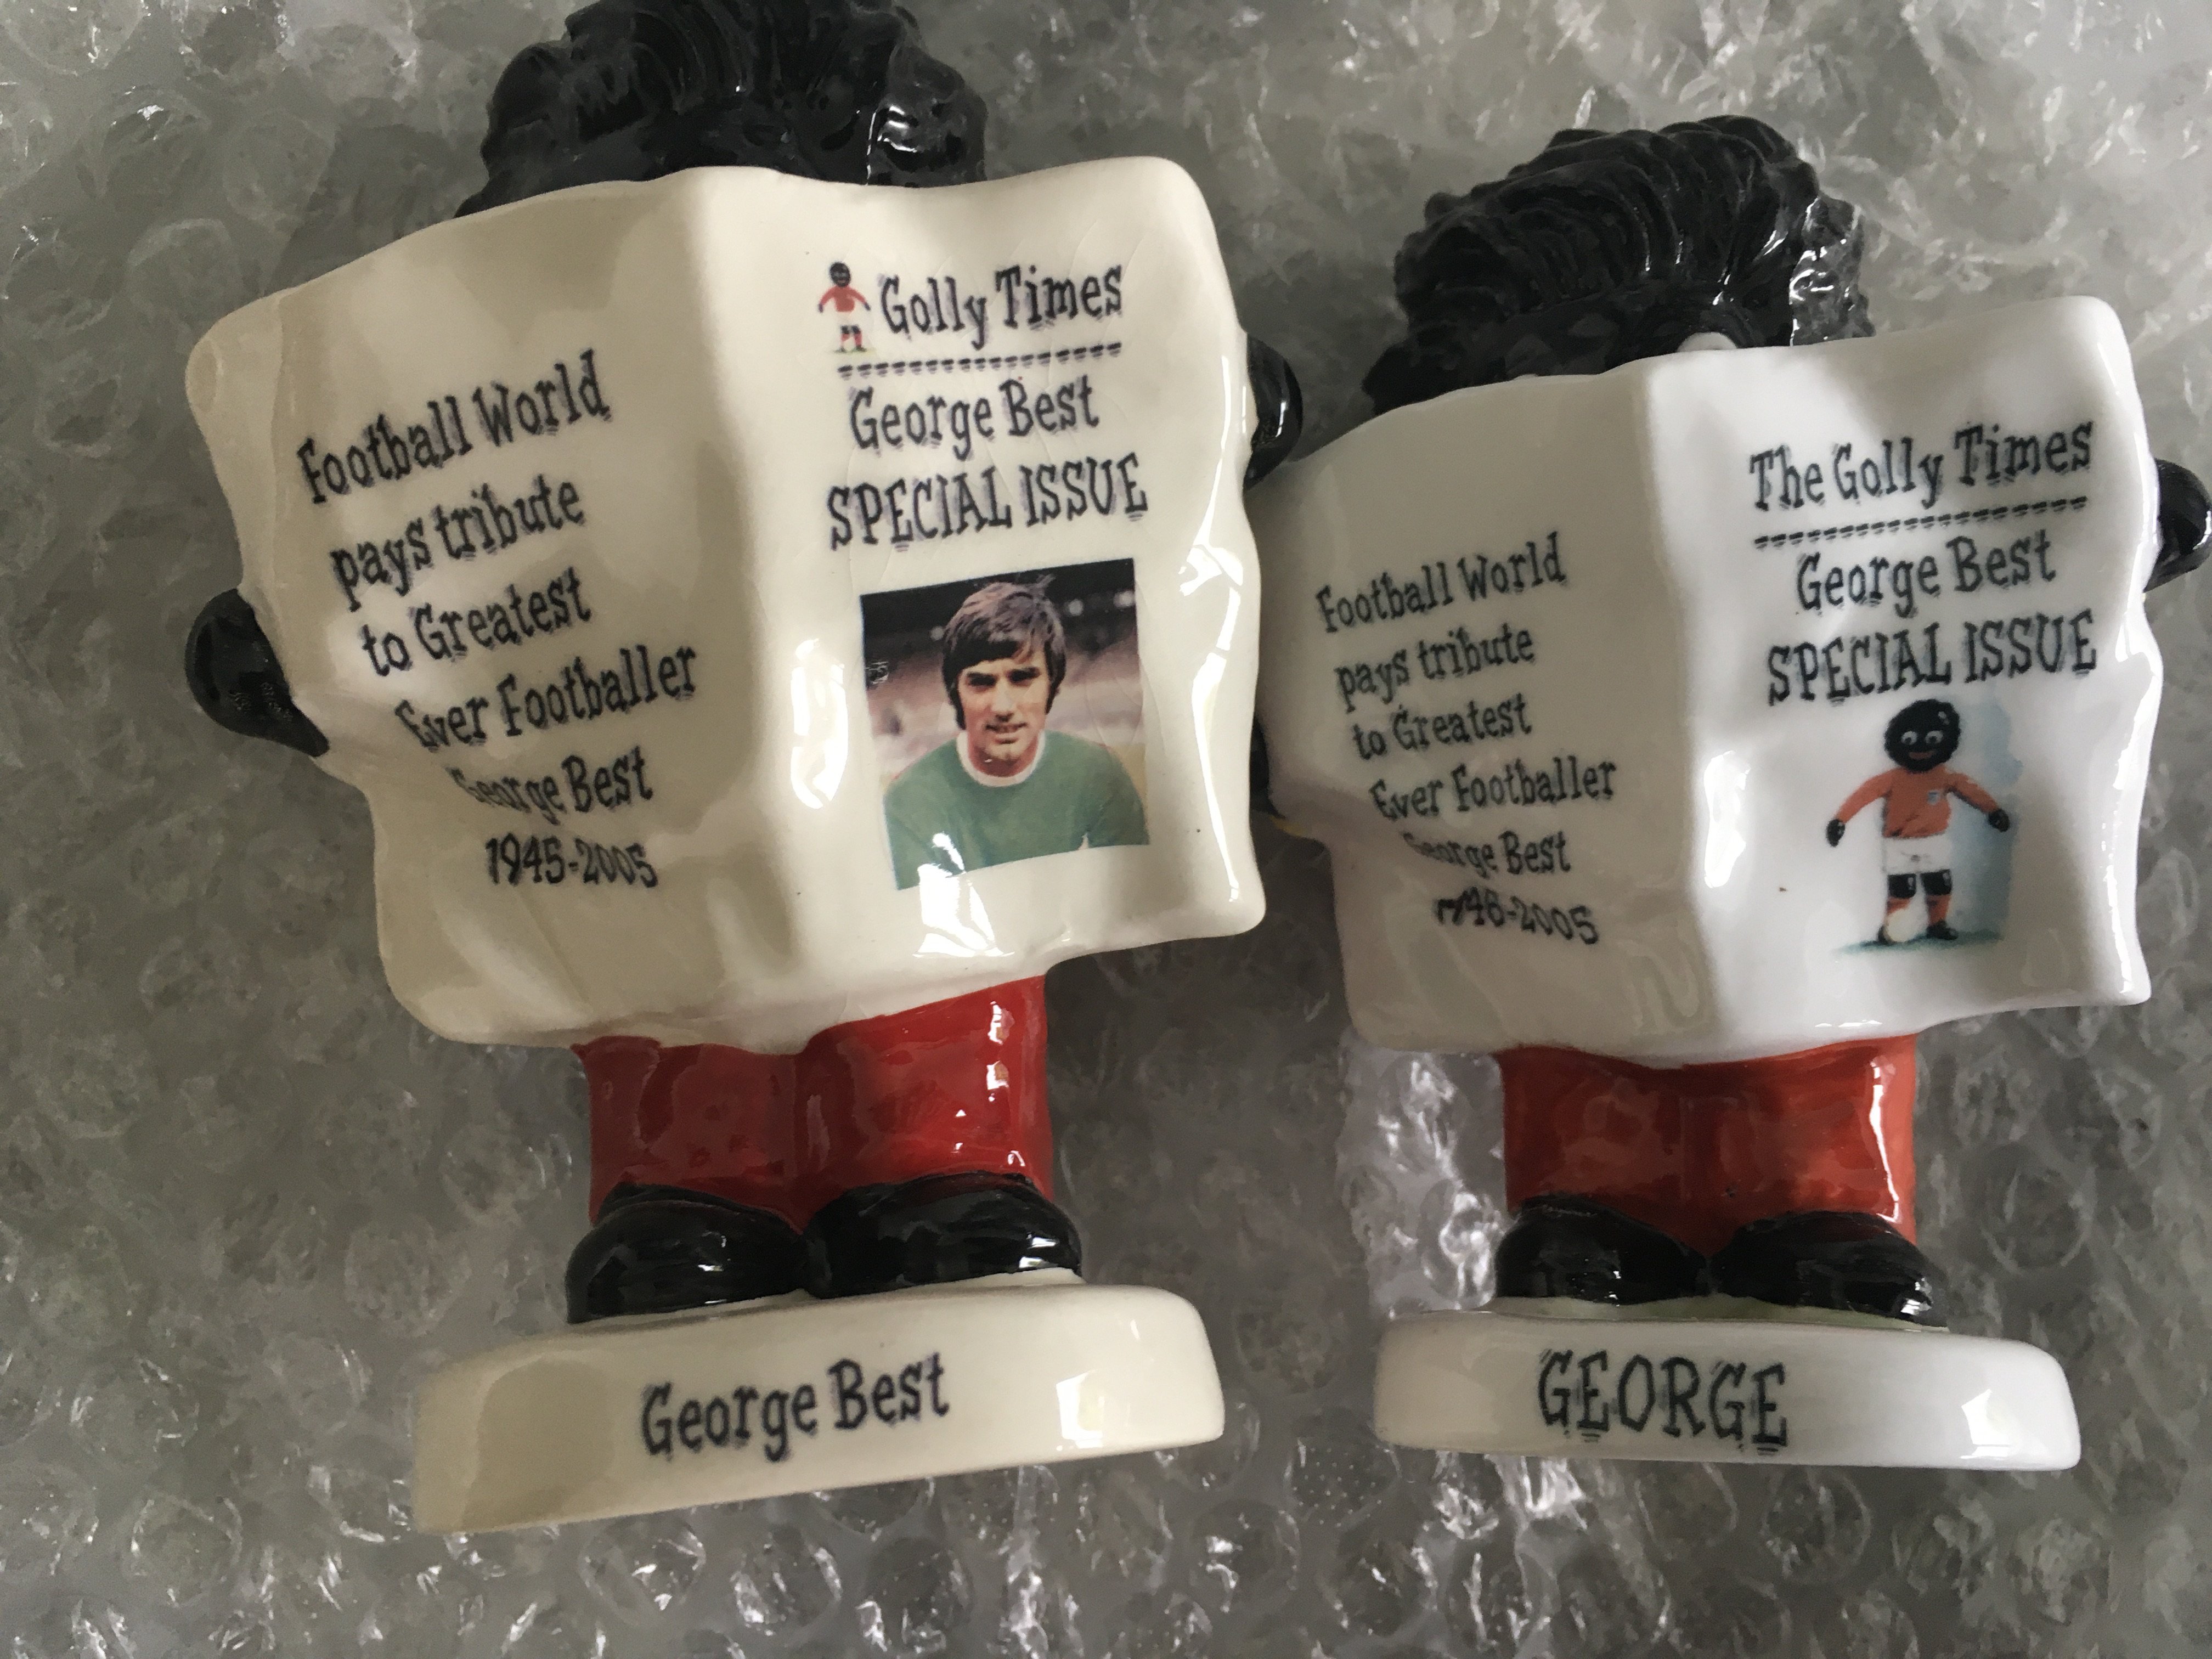 Football World
pays tribute
to Greatest
Ever Footballer
George Best
1945-2005
Golly Times
George Best
SPECIAL ISSUE
George Best
Football World
pays tribute
to Greatest
Ever Footballer
George Best
1946-2005
The Golly Times
George Best
SPECIAL ISSUE
GEORGE